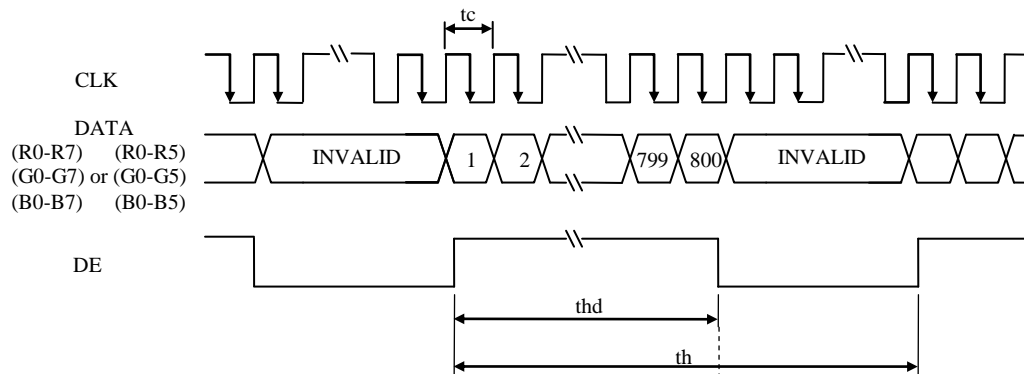 tc
CLK
DATA
(R0-R7) (R0-R5)
(G0-G7) or (G0-G5)
(B0-B7) (B0-B5)
INVALID 1 2 799 800 INVALID
DE
thd
th